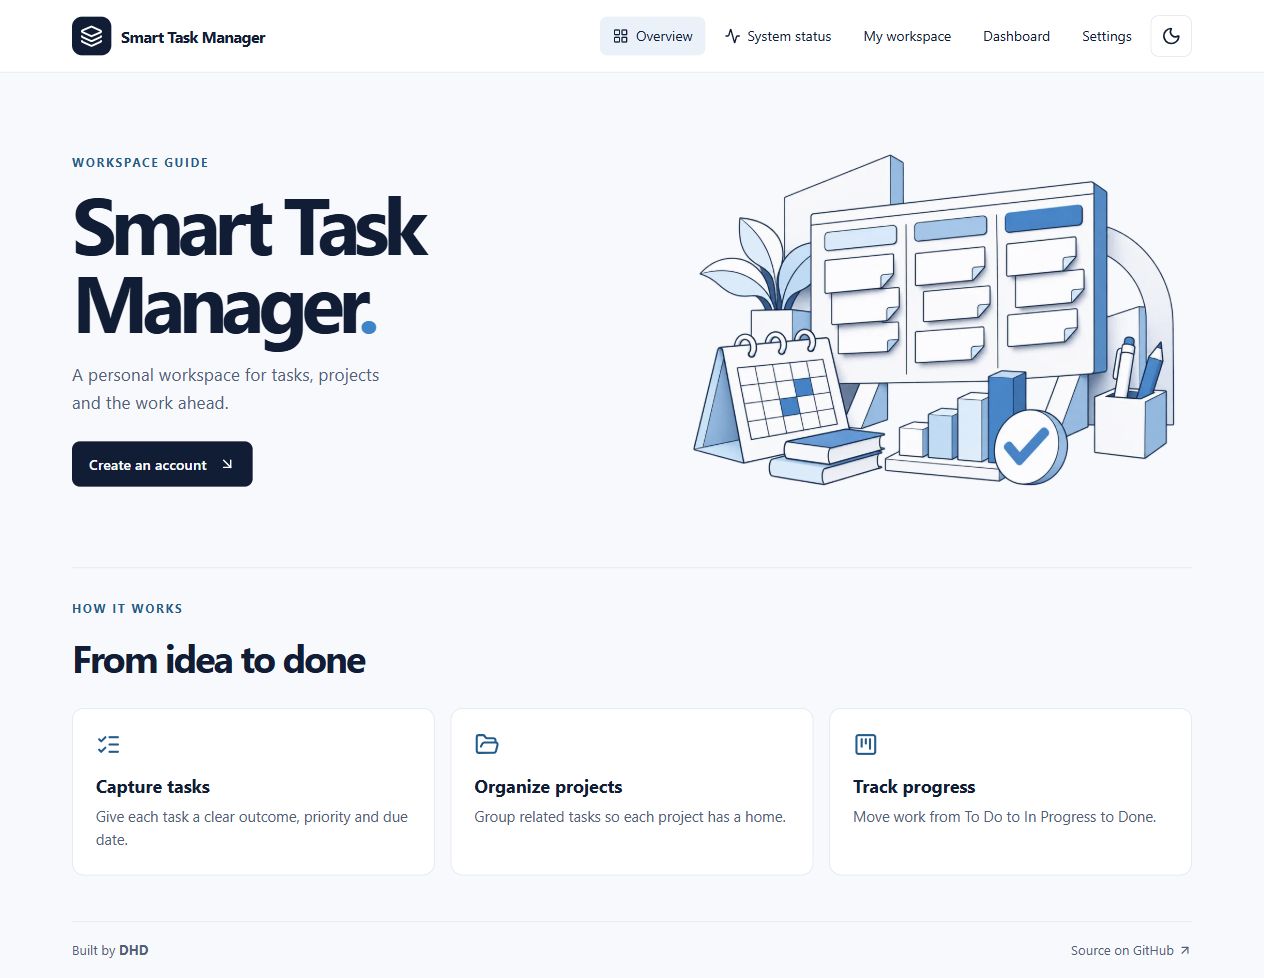 Smart Task Manager
Overview
System status
My workspace
Dashboard
Settings
WORKSPACE GUIDE
Smart Task
Manager.
A personal workspace for tasks, projects
and the work ahead.
Create an account
HOW IT WORKS
From idea to done
Capture tasks
Give each task a clear outcome, priority and due
date.
Organize projects
Group related tasks so each project has a home.
Track progress
Move work from To Do to In Progress to Done.
Built by DHD
Source on GitHub